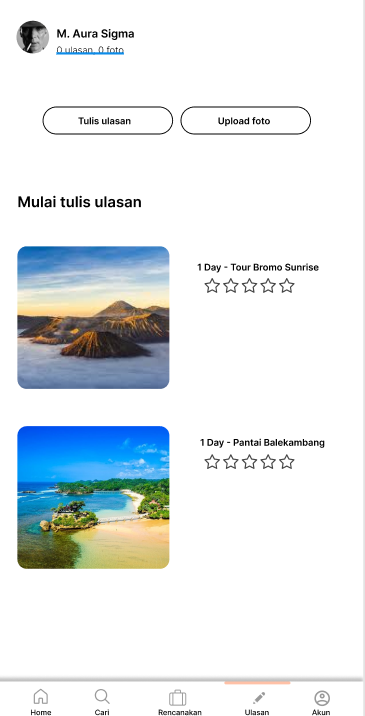 M. Aura Sigma
0 ulasan, 0 foto
Tulis ulasan
Upload foto
Mulai tulis ulasan
1 Day - Tour Bromo Sunrise
1 Day - Pantai Balekambang
Home
Cari
Rencanakan
Ulasan
Akun